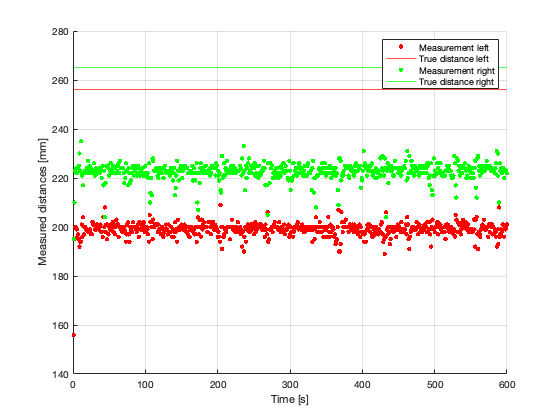 280
260
240
220
200
180
160
140
Measured distances [mm]
0
100
200
300
400
500
600
Time [s]
Measurement left
True distance left
Measurement right
True distance right